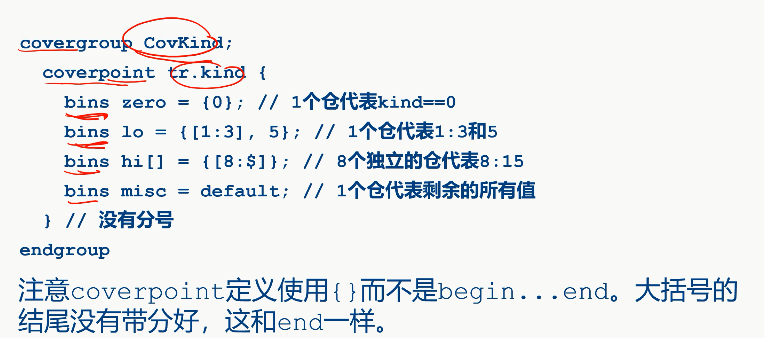 covergroup CovKind;
coverpoint tr.kind {
bins zero = {0}; // 1个仓代表kind==0
bins lo = {[1:3], 5}; // 1个仓代表1:3和5
bins hi[] = {[8:$]}; // 8个独立的仓代表8:15
bins misc = default; // 1个仓代表剩余的所有值
} // 没有分号
endgroup
注意coverpoint定义使用{}而不是begin...end。大括号的
结尾没有带分好，这和end一样。